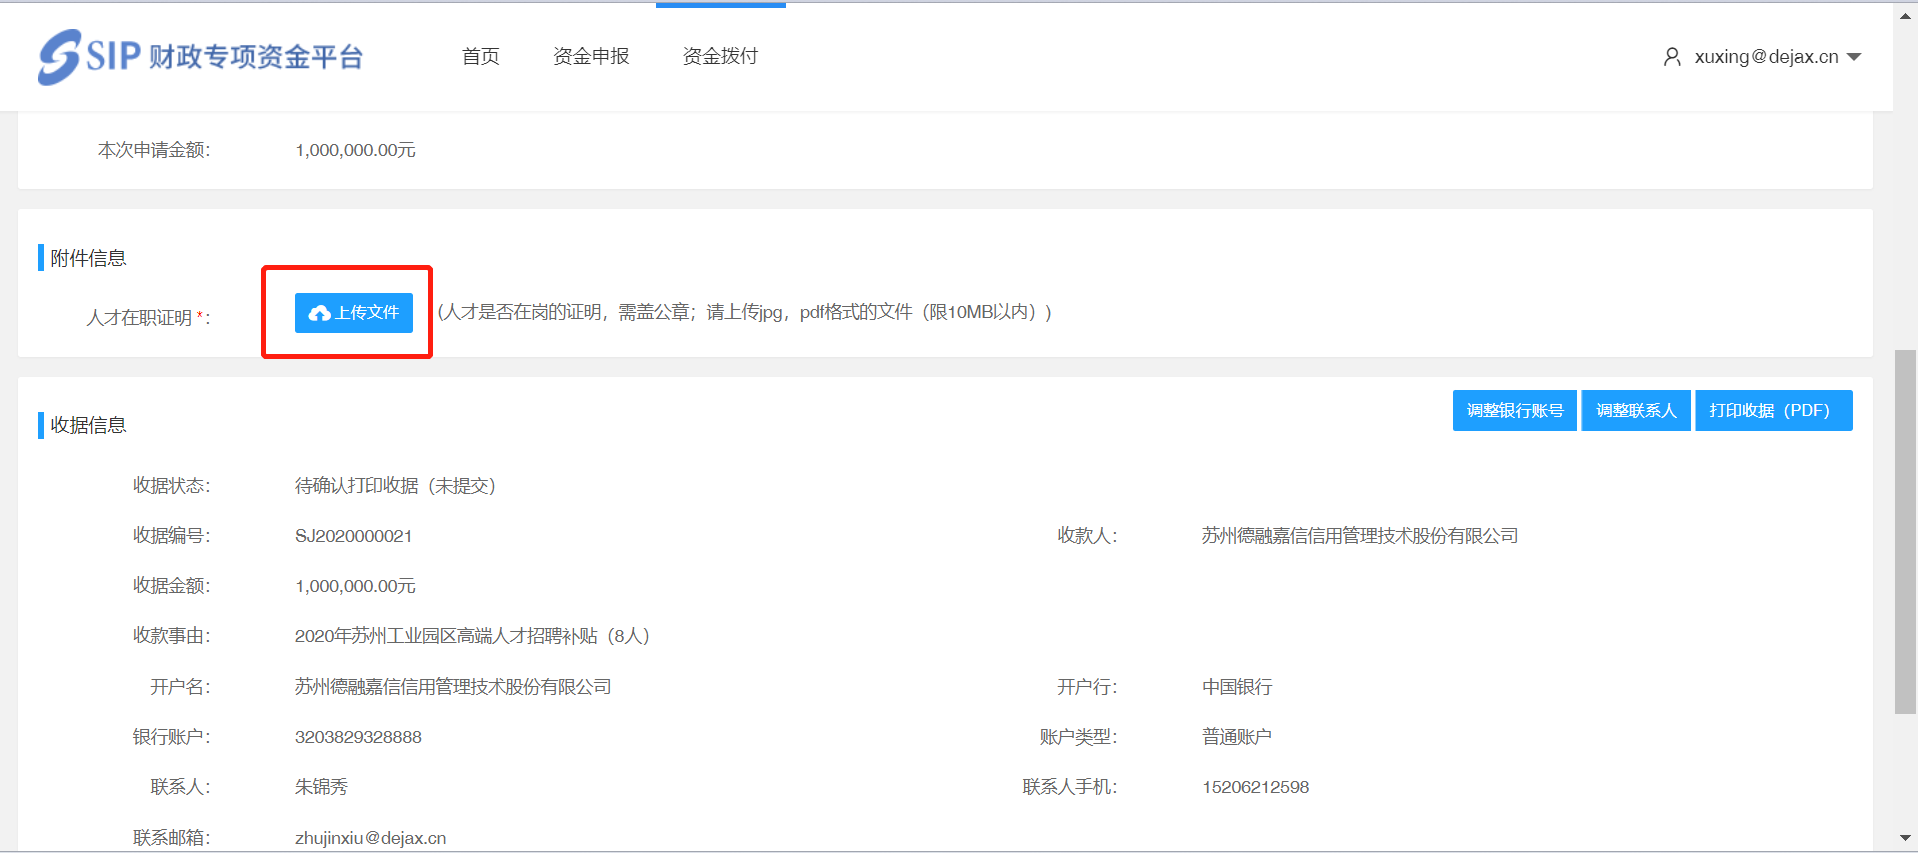 SIP 财政专项资金平台 首页 资金申报 资金拨付 xuxing@dejax.cn
本次申请金额： 1,000,000.00元
附件信息
人才在职证明 *： 上传文件 (人才是否在岗的证明，需盖公章；请上传jpg，pdf格式的文件（限10MB以内）)
调整银行账号 调整联系人 打印收据（PDF）
收据信息
收据状态： 待确认打印收据（未提交）
收据编号： SJ2020000021 收款人： 苏州德融嘉信信用管理技术股份有限公司
收据金额： 1,000,000.00元
收款事由： 2020年苏州工业园区高端人才招聘补贴（8人）
开户名： 苏州德融嘉信信用管理技术股份有限公司 开户行： 中国银行
银行账户： 3203829328888 账户类型： 普通账户
联系人： 朱锦秀 联系人手机： 15206212598
联系邮箱： zhujinxiu@dejax.cn